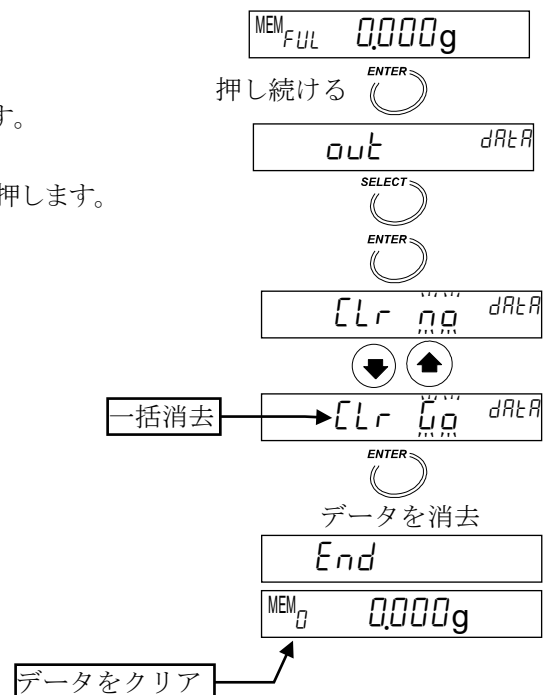 MEM FUL 0.000g
押し続ける ENTER
す。
out dAtA
押します。
SELECT
ENTER
CLr no dAtA
一括消去 CLr Go dAtA
ENTER
データを消去
End
MEM 0 0.000g
データをクリア